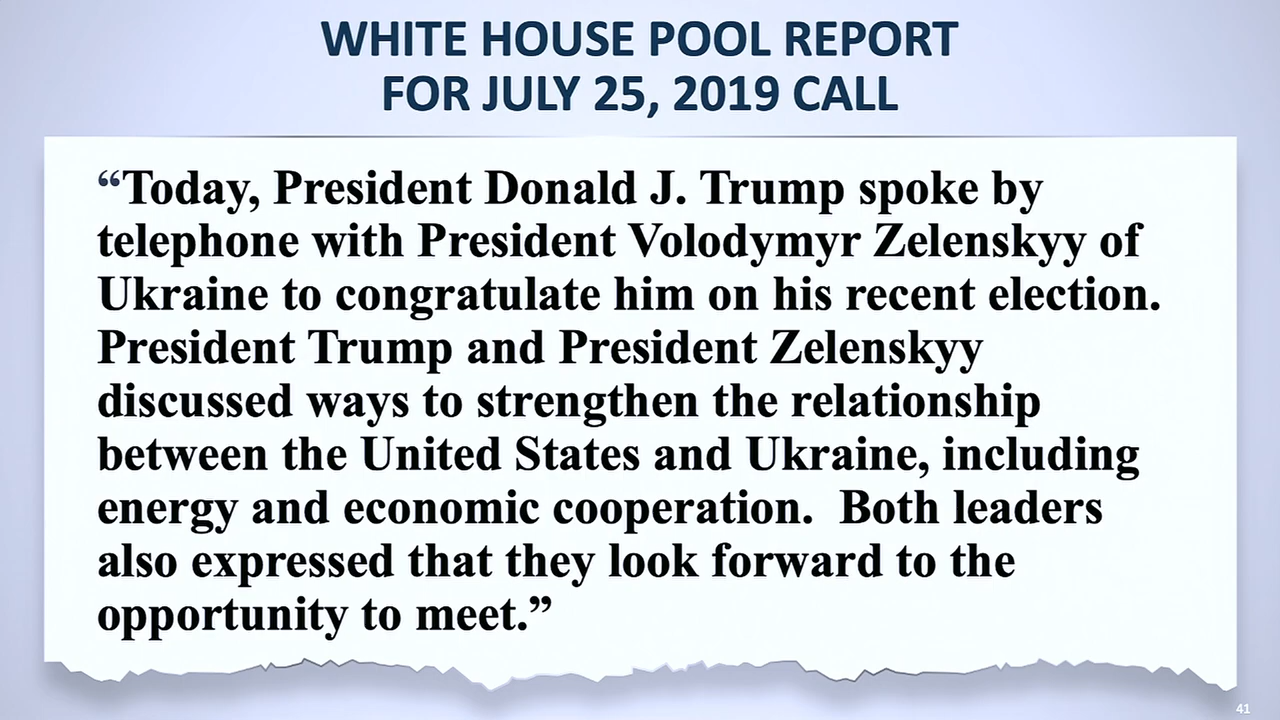 WHITE HOUSE POOL REPORT
FOR JULY 25, 2019 CALL
“Today, President Donald J. Trump spoke by
telephone with President Volodymyr Zelenskyy of
Ukraine to congratulate him on his recent election.
President Trump and President Zelenskyy
discussed ways to strengthen the relationship
between the United States and Ukraine, including
energy and economic cooperation.  Both leaders
also expressed that they look forward to the
opportunity to meet.”
41